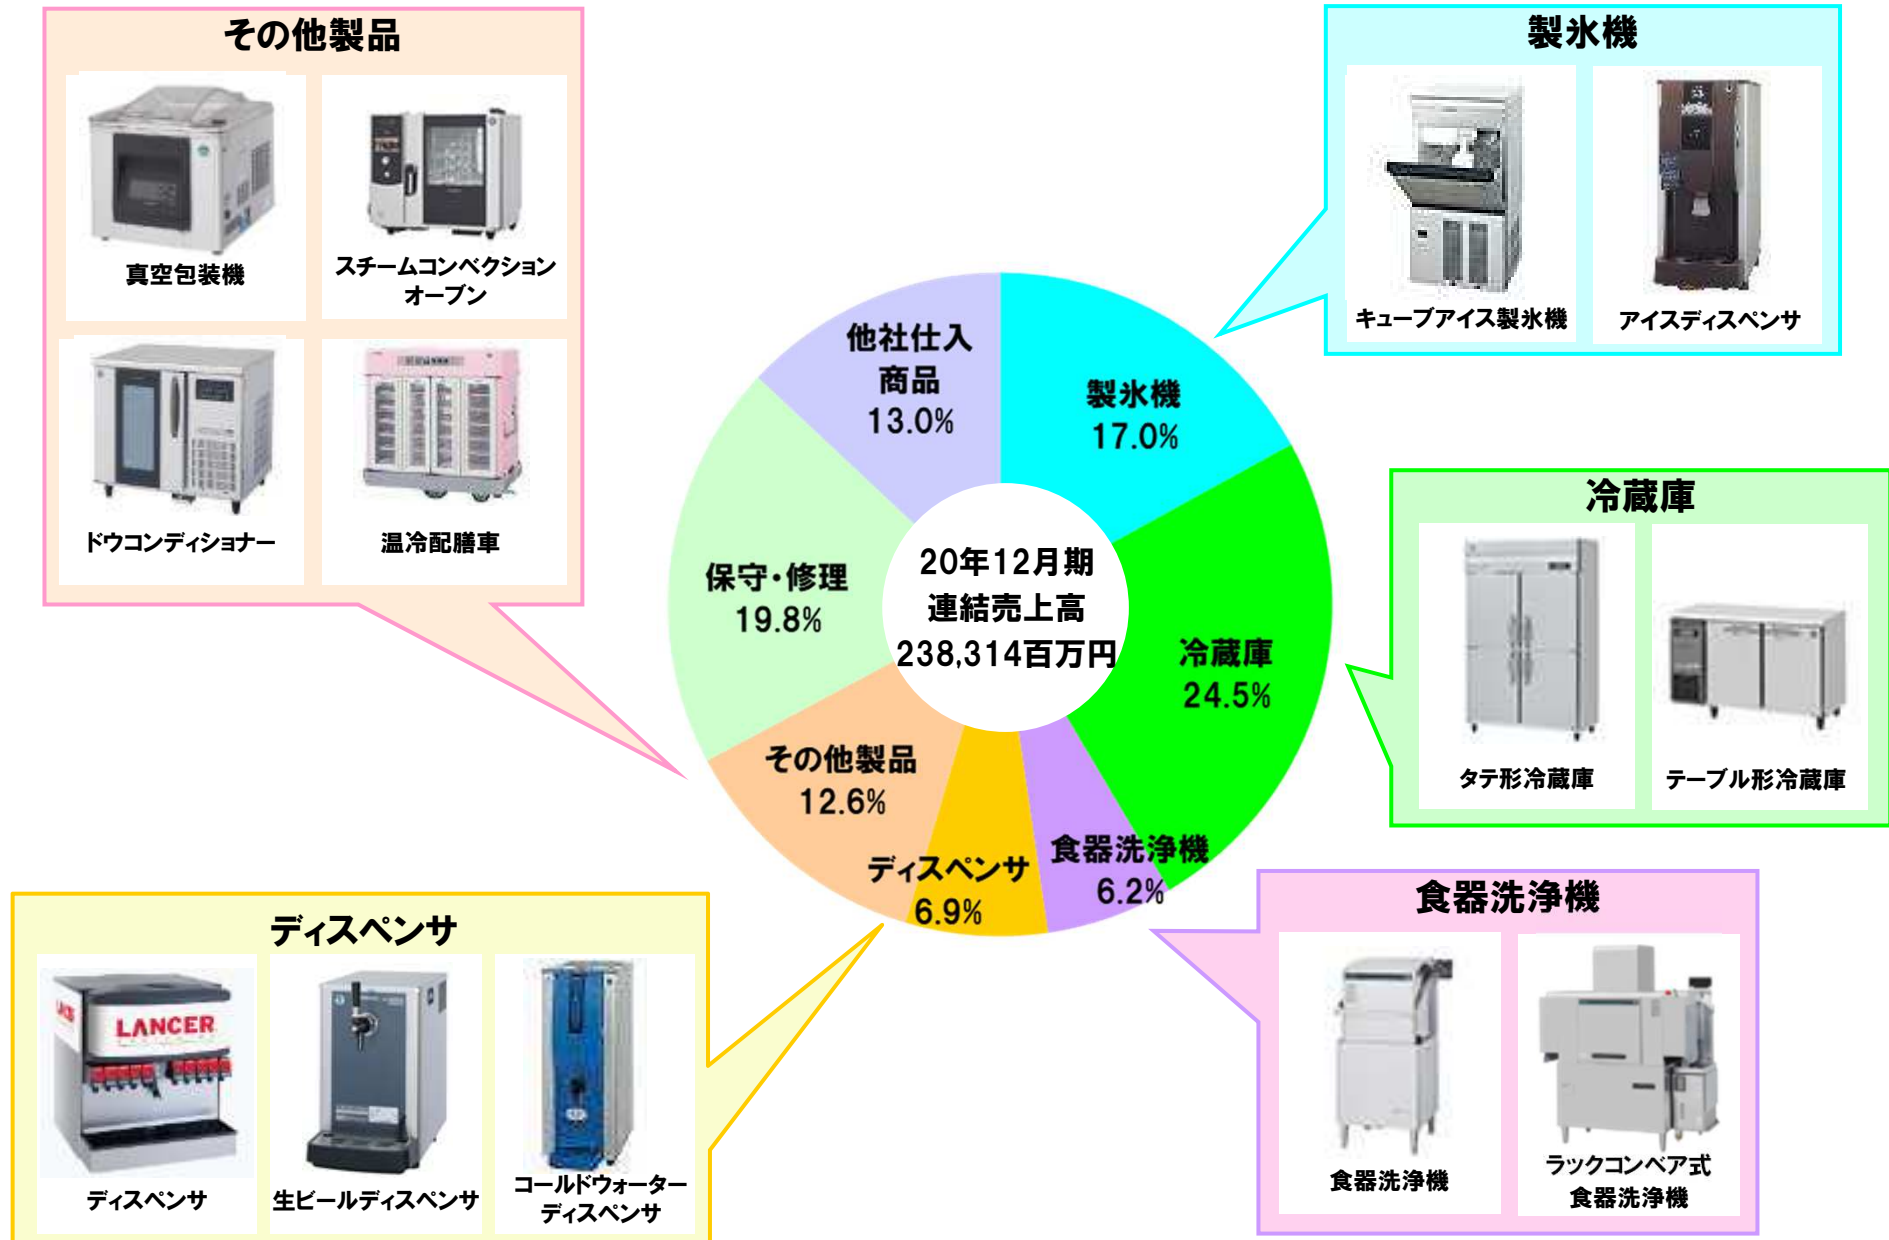 その他製品
真空包装機
スチームコンベクション
オーブン
ドウコンディショナー
温冷配膳車
製氷機
キューブアイス製氷機
アイスディスペンサ
他社仕入
商品
13.0%
製氷機
17.0%
保守・修理
19.8%
20年12月期
連結売上高
238,314百万円
冷蔵庫
24.5%
その他製品
12.6%
ディスペンサ
6.9%
食器洗浄機
6.2%
冷蔵庫
タテ形冷蔵庫
テーブル形冷蔵庫
ディスペンサ
LANCER
ディスペンサ
生ビールディスペンサ
コールドウォーター
ディスペンサ
食器洗浄機
食器洗浄機
ラックコンベア式
食器洗浄機